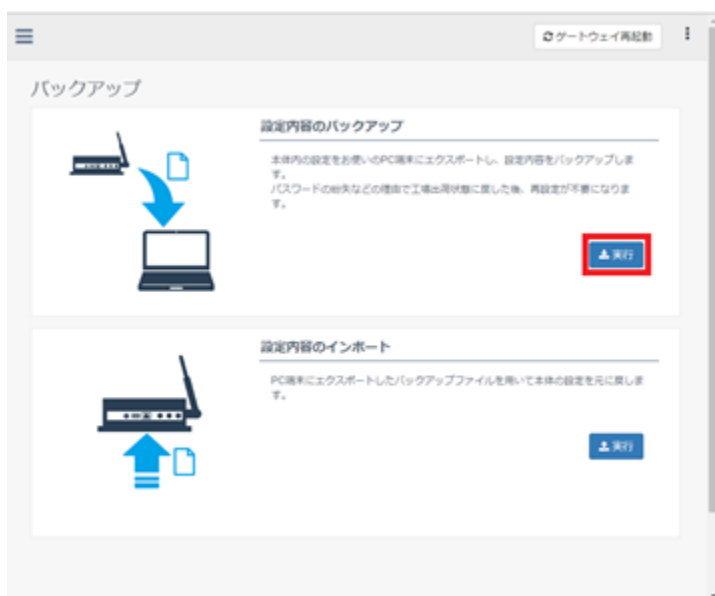 ゲートウェイ再起動
バックアップ
設定内容のバックアップ
本体内の設定をお使いのPC端末にエクスポートし、設定内容をバックアップしま
す。
パスワードの紛失などの理由で工場出荷状態に戻した後、再設定が不要になりま
す。
実行
設定内容のインポート
PC端末にエクスポートしたバックアップファイルを用いて本体の設定を元に戻しま
す。
実行